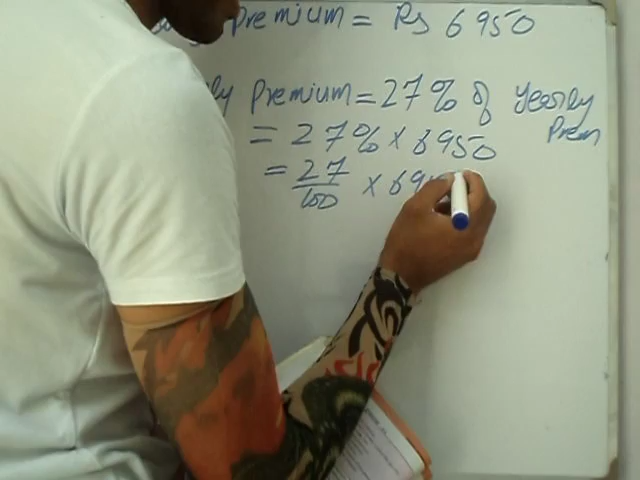 Premium = Rs 6950
Premium = 27% of Yearly Prem
= 27% × 6950
= 27/100 × 69